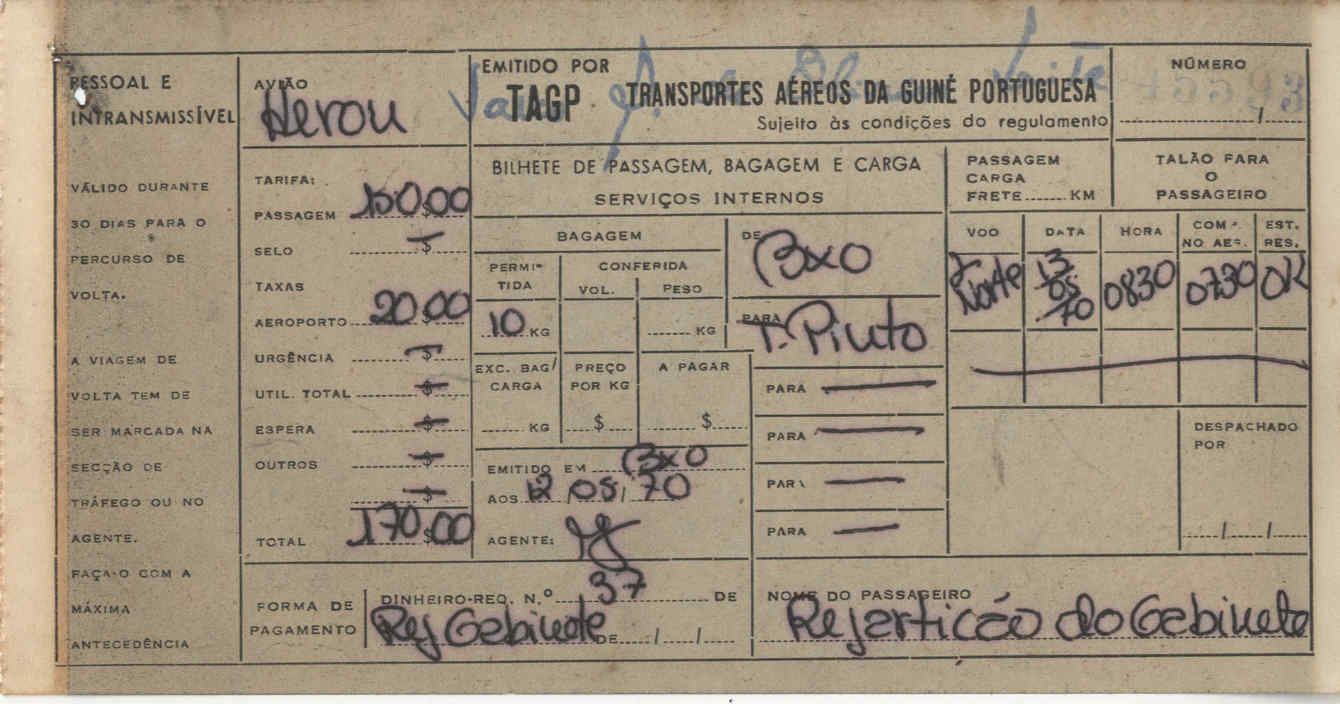 PESSOAL E
INTRANSMISSÍVEL
VÁLIDO DURANTE
30 DIAS PARA O
PERCURSO DE
VOLTA.
A VIAGEM DE
VOLTA TEM DE
SER MARCADA NA
SECÇÃO DE
TRÁFEGO OU NO
AGENTE.
FAÇA-O COM A
MÁXIMA
ANTECEDÊNCIA
AVIÃO
Herou
TARIFA:
PASSAGEM 150.00
SELO $
TAXAS
AEROPORTO 20.00
URGÊNCIA $
UTIL. TOTAL $
ESPERA $
OUTROS $
$
TOTAL 170.00
EMITIDO POR
TAGP TRANSPORTES AÉREOS DA GUINÉ PORTUGUESA
Sujeito às condições do regulamento
NÚMERO
/
BILHETE DE PASSAGEM, BAGAGEM E CARGA
SERVIÇOS INTERNOS
PASSAGEM
CARGA
FRETE KM
TALÃO PARA
O
PASSAGEIRO
BAGAGEM
PERMI-
TIDA
CONFERIDA
VOL. PESO
10 KG KG
EXC. BAG/
CARGA
PREÇO
POR KG
A PAGAR
KG $ $
EMITIDO EM Bxo
AOS 12/05/70
AGENTE:
DE Bxo
PARA T. Pinto
PARA
PARA
PARA
PARA
VOO DATA HORA COMP. NO AER. EST. RES.
Norte 13 05 70 0830 0730 OK
DESPACHADO
POR
/ /
FORMA DE
PAGAMENTO
DINHEIRO-REQ. N.º 37 DE
Rep Gabinete DE / /
NOME DO PASSAGEIRO
Repartição do Gabinete